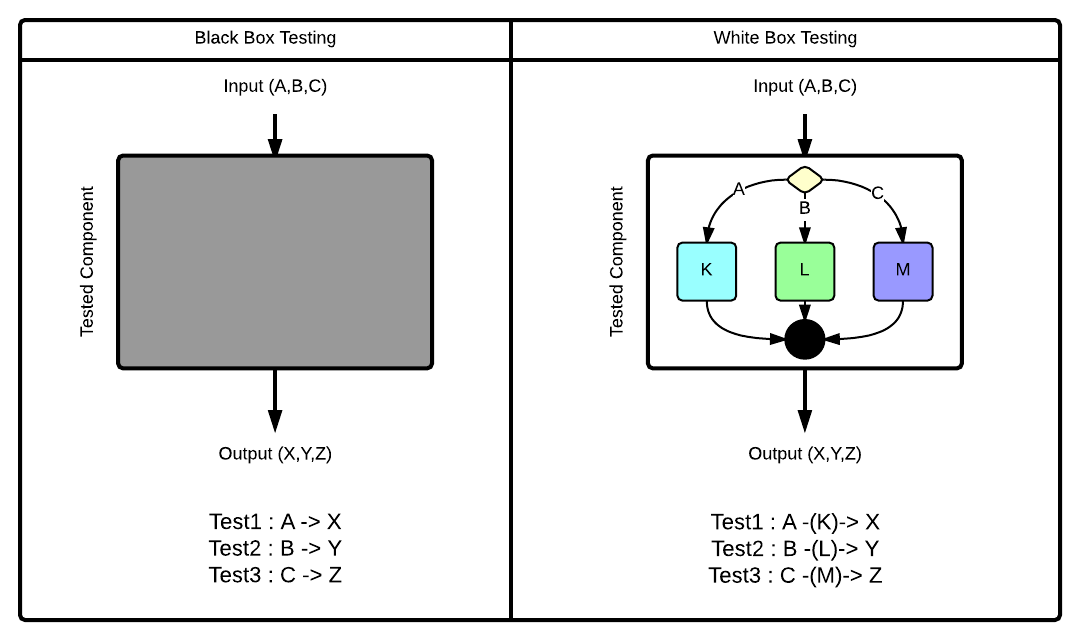 Black Box Testing
Input (A,B,C)
Tested Component
Output (X,Y,Z)
Test1 : A -> X
Test2 : B -> Y
Test3 : C -> Z
White Box Testing
Input (A,B,C)
Tested Component
A
B
C
K
L
M
Output (X,Y,Z)
Test1 : A -(K)-> X
Test2 : B -(L)-> Y
Test3 : C -(M)-> Z